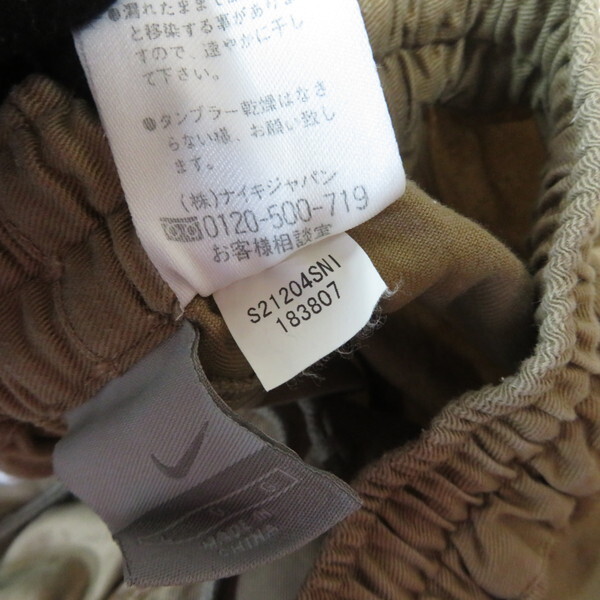 ●濡れたまま
と移染する事があり
すので、速やかに干し
て下さい。
●タンブラー乾燥はなさ
らない様、お願い致し
ます。
(株)ナイキジャパン
0120-500-719
お客様相談室
S21204SNI
183807
MADE IN
CHINA